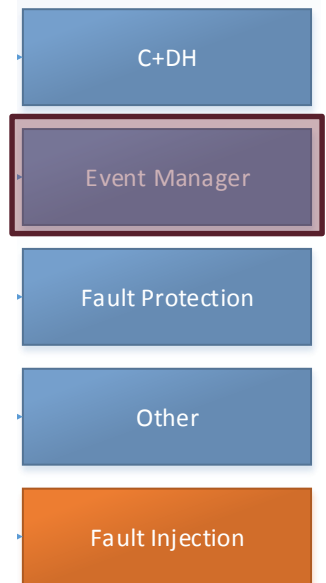 C+DH
Event Manager
Fault Protection
Other
Fault Injection